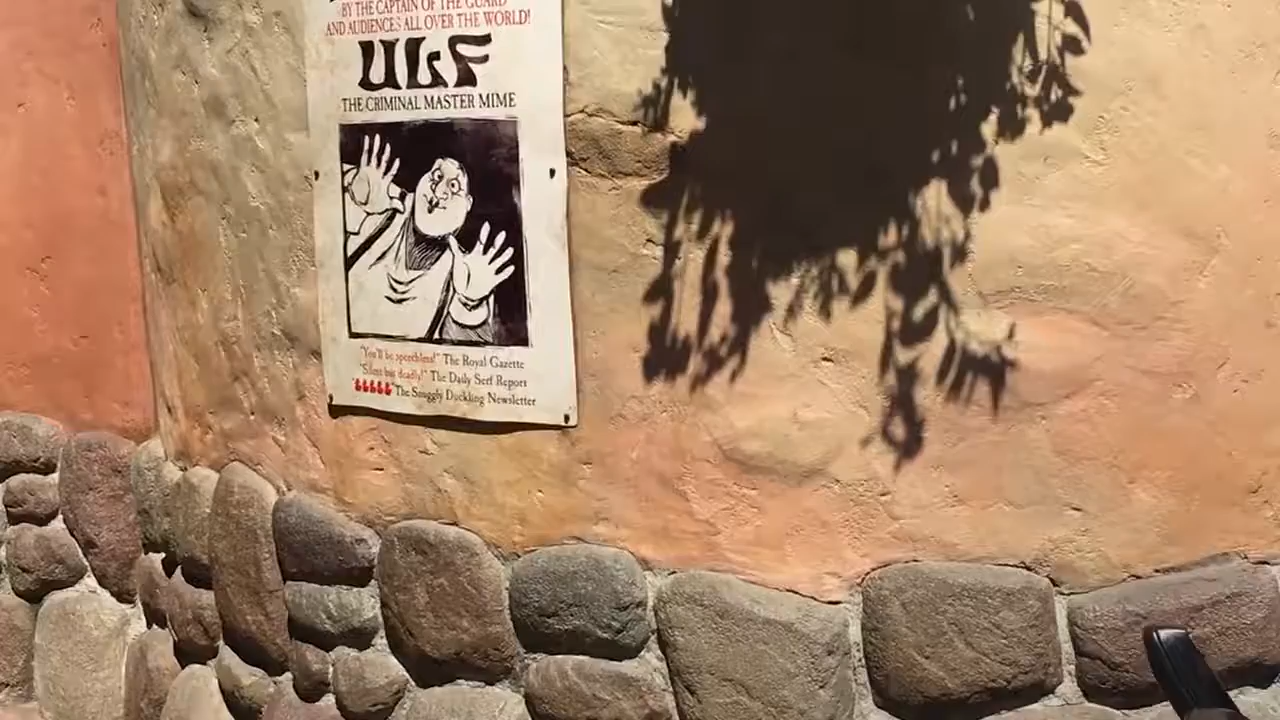 BY THE CAPTAIN OF THE GUARD
AND AUDIENCES ALL OVER THE WORLD!
ULF
THE CRIMINAL MASTER MIME
"You'll be speechless!" The Royal Gazette
"Silent but deadly!" The Daily Serf Report
The Snuggly Duckling Newsletter